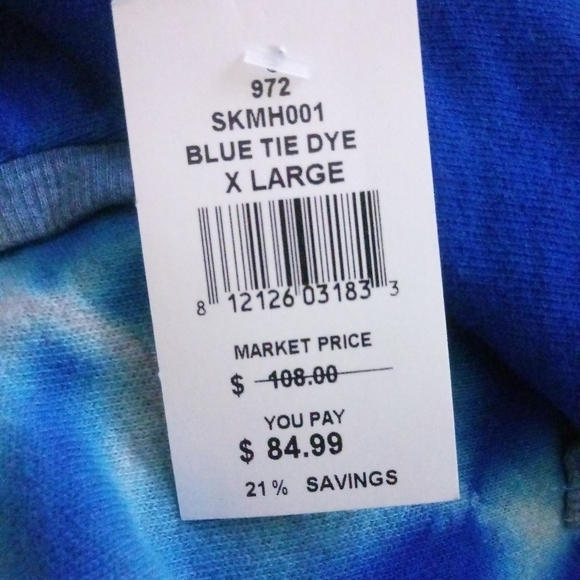 972
SKMH001
BLUE TIE DYE
X LARGE
8 12126 03183 3
MARKET PRICE
$ 108.00
YOU PAY
$ 84.99
21% SAVINGS